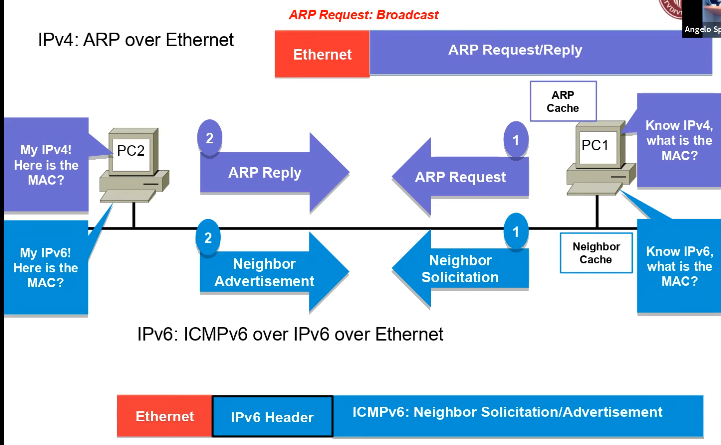 ARP Request: Broadcast
IPv4: ARP over Ethernet
Ethernet
ARP Request/Reply
Angelo Sp
ARP
Cache
My IPv4!
Here is the
MAC?
PC2
2
ARP Reply
1
ARP Request
PC1
Know IPv4,
what is the
MAC?
My IPv6!
Here is the
MAC?
2
Neighbor
Advertisement
1
Neighbor
Solicitation
Neighbor
Cache
Know IPv6,
what is the
MAC?
IPv6: ICMPv6 over IPv6 over Ethernet
Ethernet
IPv6 Header
ICMPv6: Neighbor Solicitation/Advertisement